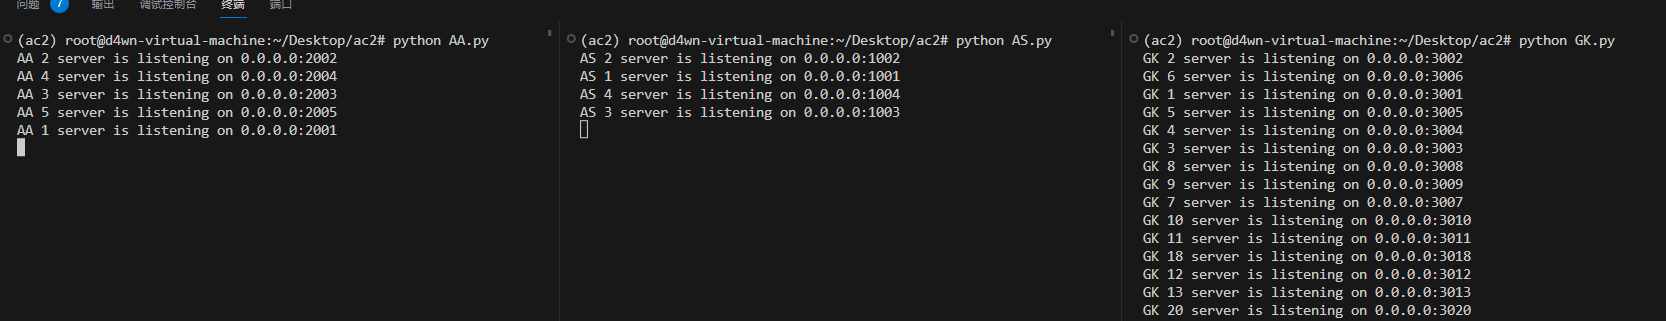 问题 7 输出 调试控制台 终端 端口
(ac2) root@d4wn-virtual-machine:~/Desktop/ac2# python AA.py
AA 2 server is listening on 0.0.0.0:2002
AA 4 server is listening on 0.0.0.0:2004
AA 3 server is listening on 0.0.0.0:2003
AA 5 server is listening on 0.0.0.0:2005
AA 1 server is listening on 0.0.0.0:2001
(ac2) root@d4wn-virtual-machine:~/Desktop/ac2# python AS.py
AS 2 server is listening on 0.0.0.0:1002
AS 1 server is listening on 0.0.0.0:1001
AS 4 server is listening on 0.0.0.0:1004
AS 3 server is listening on 0.0.0.0:1003
(ac2) root@d4wn-virtual-machine:~/Desktop/ac2# python GK.py
GK 2 server is listening on 0.0.0.0:3002
GK 6 server is listening on 0.0.0.0:3006
GK 1 server is listening on 0.0.0.0:3001
GK 5 server is listening on 0.0.0.0:3005
GK 4 server is listening on 0.0.0.0:3004
GK 3 server is listening on 0.0.0.0:3003
GK 8 server is listening on 0.0.0.0:3008
GK 9 server is listening on 0.0.0.0:3009
GK 7 server is listening on 0.0.0.0:3007
GK 10 server is listening on 0.0.0.0:3010
GK 11 server is listening on 0.0.0.0:3011
GK 18 server is listening on 0.0.0.0:3018
GK 12 server is listening on 0.0.0.0:3012
GK 13 server is listening on 0.0.0.0:3013
GK 20 server is listening on 0.0.0.0:3020